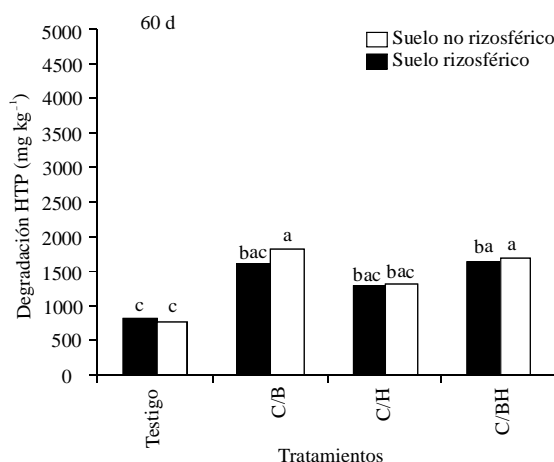 60 d
Suelo no rizosférico
Suelo rizosférico
Degradación HTP (mg kg⁻¹)
5000
4500
4000
3500
3000
2500
2000
1500
1000
500
0
c c
bac a
bac bac
ba a
Testigo
C/B
C/H
C/BH
Tratamientos